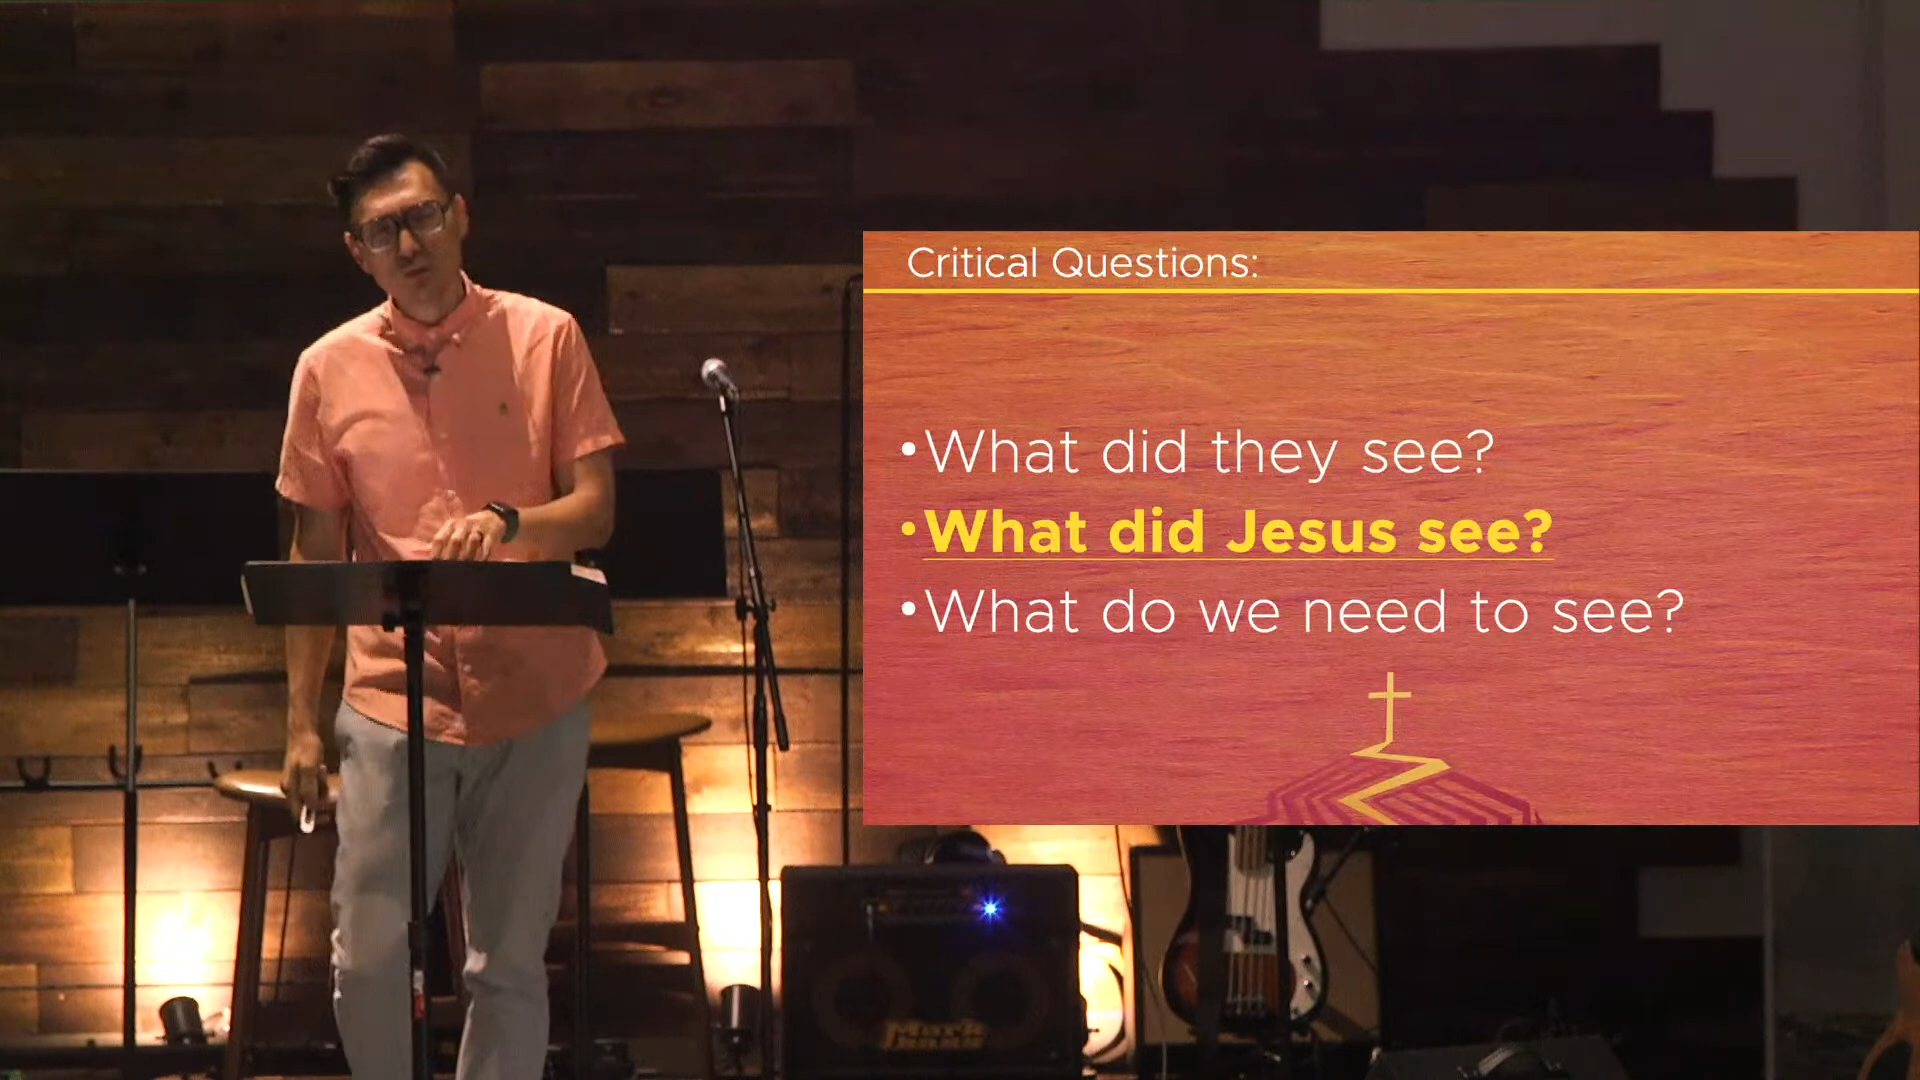 Critical Questions:
•What did they see?
•What did Jesus see?
•What do we need to see?